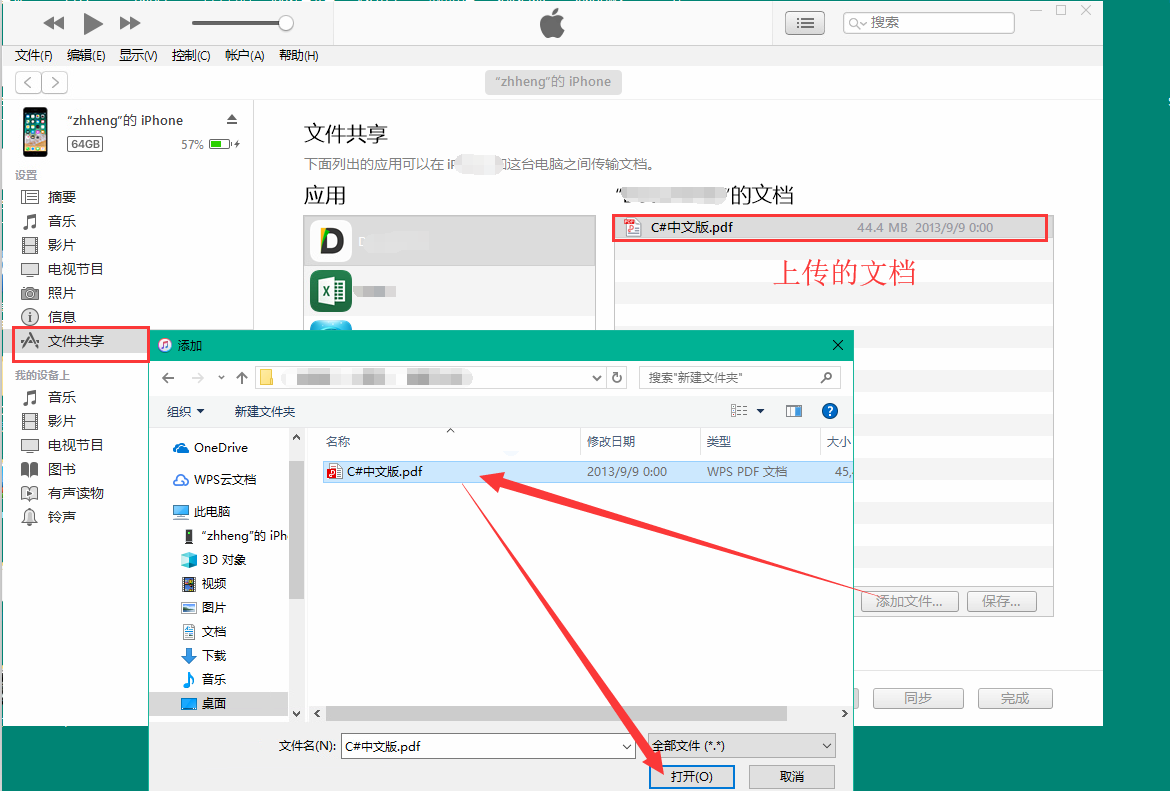 搜索
文件(F) 编辑(E) 显示(V) 控制(C) 帐户(A) 帮助(H)
“zhheng”的 iPhone
“zhheng”的 iPhone
64GB 57%
设置
摘要
音乐
影片
电视节目
照片
信息
文件共享
我的设备上
音乐
影片
电视节目
图书
有声读物
铃声
文件共享
下面列出的应用可以在 iP 和这台电脑之间传输文档。
应用
”的文档
D
C#中文版.pdf 44.4 MB 2013/9/9 0:00
上传的文档
添加文件... 保存...
同步 完成
添加
搜索"新建文件夹"
组织 新建文件夹
名称 修改日期 类型 大小
OneDrive
WPS云文档
此电脑
“zhheng”的 iPh
3D 对象
视频
图片
文档
下载
音乐
桌面
C#中文版.pdf 2013/9/9 0:00 WPS PDF 文档 45,
文件名(N): C#中文版.pdf 全部文件 (*.*)
打开(O) 取消